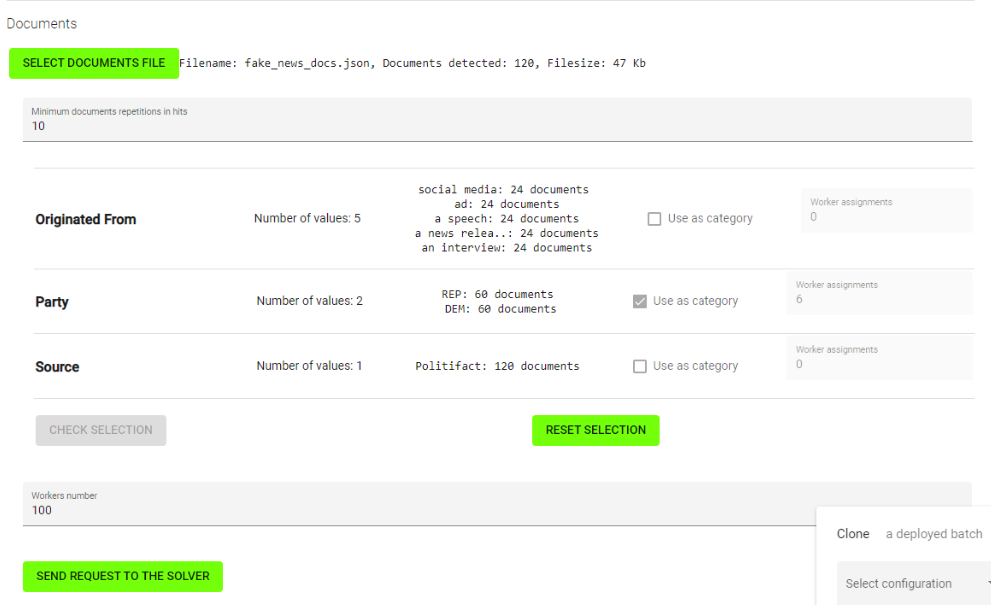 Documents
SELECT DOCUMENTS FILE Filename: fake_news_docs.json, Documents detected: 120, Filesize: 47 Kb
Minimum documents repetitions in hits
10
Originated From
Number of values: 5
social media: 24 documents
ad: 24 documents
a speech: 24 documents
a news relea..: 24 documents
an interview: 24 documents
Use as category
Worker assignments
0
Party
Number of values: 2
REP: 60 documents
DEM: 60 documents
Use as category
Worker assignments
6
Source
Number of values: 1
Politifact: 120 documents
Use as category
Worker assignments
0
CHECK SELECTION
RESET SELECTION
Workers number
100
Clone a deployed batch
Select configuration
SEND REQUEST TO THE SOLVER